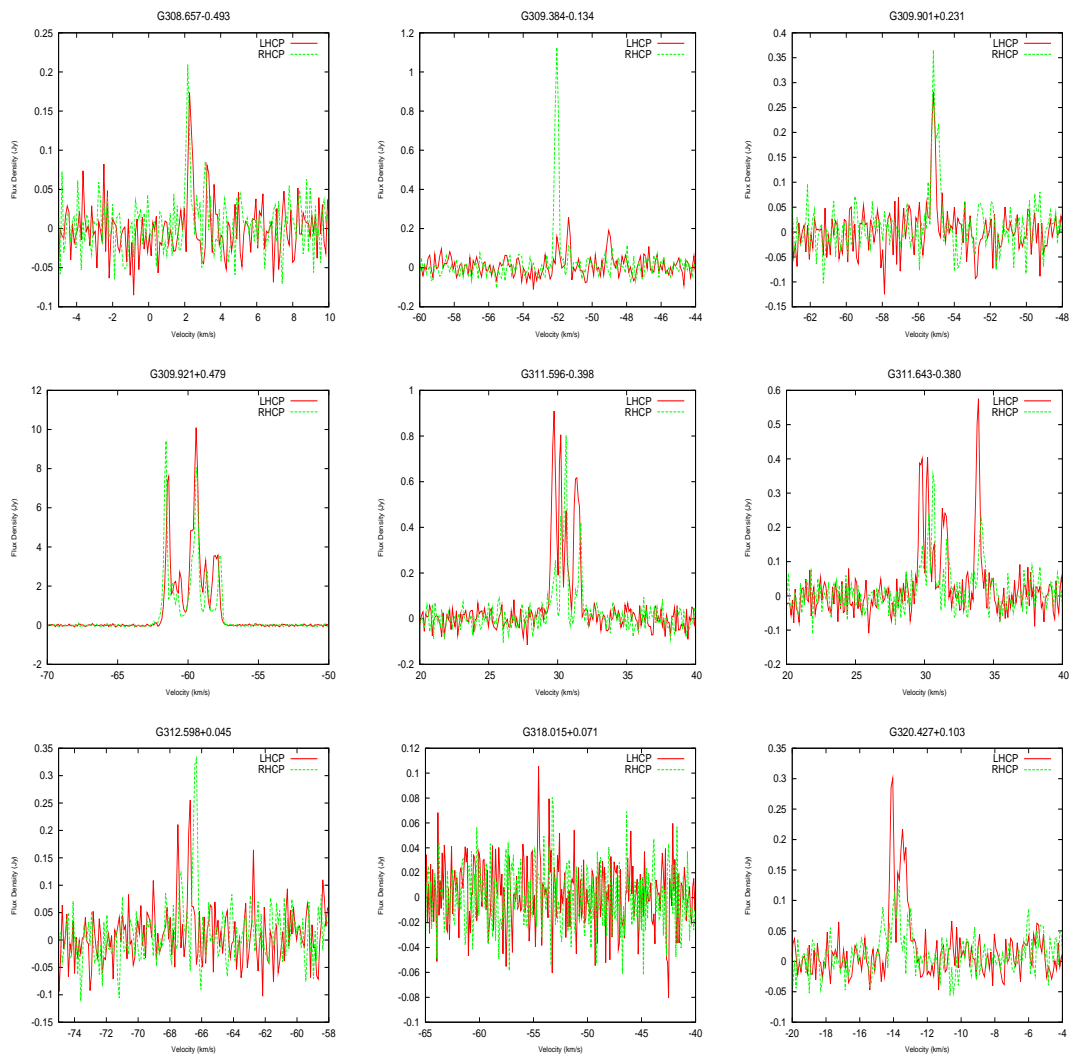 G308.657-0.493
LHCP
RHCP
Flux Density (Jy)
0.25
0.2
0.15
0.1
0.05
0
-0.05
-0.1
-4 -2 0 2 4 6 8 10
Velocity (km/s)
G309.384-0.134
LHCP
RHCP
Flux Density (Jy)
1.2
1
0.8
0.6
0.4
0.2
0
-0.2
-60 -58 -56 -54 -52 -50 -48 -46 -44
Velocity (km/s)
G309.901+0.231
LHCP
RHCP
Flux Density (Jy)
0.4
0.35
0.3
0.25
0.2
0.15
0.1
0.05
0
-0.05
-0.1
-0.15
-62 -60 -58 -56 -54 -52 -50 -48
Velocity (km/s)
G309.921+0.479
LHCP
RHCP
Flux Density (Jy)
12
10
8
6
4
2
0
-2
-70 -65 -60 -55 -50
Velocity (km/s)
G311.596-0.398
LHCP
RHCP
Flux Density (Jy)
1
0.8
0.6
0.4
0.2
0
-0.2
20 25 30 35 40
Velocity (km/s)
G311.643-0.380
LHCP
RHCP
Flux Density (Jy)
0.6
0.5
0.4
0.3
0.2
0.1
0
-0.1
-0.2
20 25 30 35 40
Velocity (km/s)
G312.598+0.045
LHCP
RHCP
Flux Density (Jy)
0.35
0.3
0.25
0.2
0.15
0.1
0.05
0
-0.05
-0.1
-0.15
-74 -72 -70 -68 -66 -64 -62 -60 -58
Velocity (km/s)
G318.015+0.071
LHCP
RHCP
Flux Density (Jy)
0.12
0.1
0.08
0.06
0.04
0.02
0
-0.02
-0.04
-0.06
-0.08
-0.1
-65 -60 -55 -50 -45 -40
Velocity (km/s)
G320.427+0.103
LHCP
RHCP
Flux Density (Jy)
0.35
0.3
0.25
0.2
0.15
0.1
0.05
0
-0.05
-0.1
-20 -18 -16 -14 -12 -10 -8 -6 -4
Velocity (km/s)